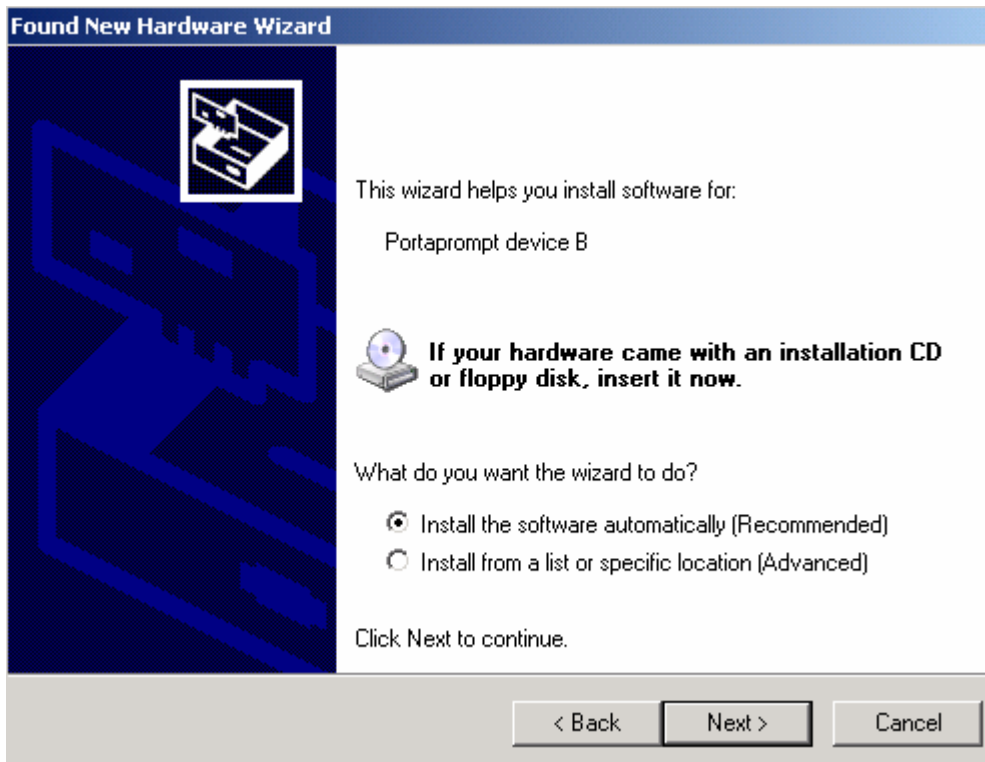 Found New Hardware Wizard
This wizard helps you install software for:
Portaprompt device B
If your hardware came with an installation CD
or floppy disk, insert it now.
What do you want the wizard to do?
Install the software automatically (Recommended)
Install from a list or specific location (Advanced)
Click Next to continue.
< Back
Next >
Cancel